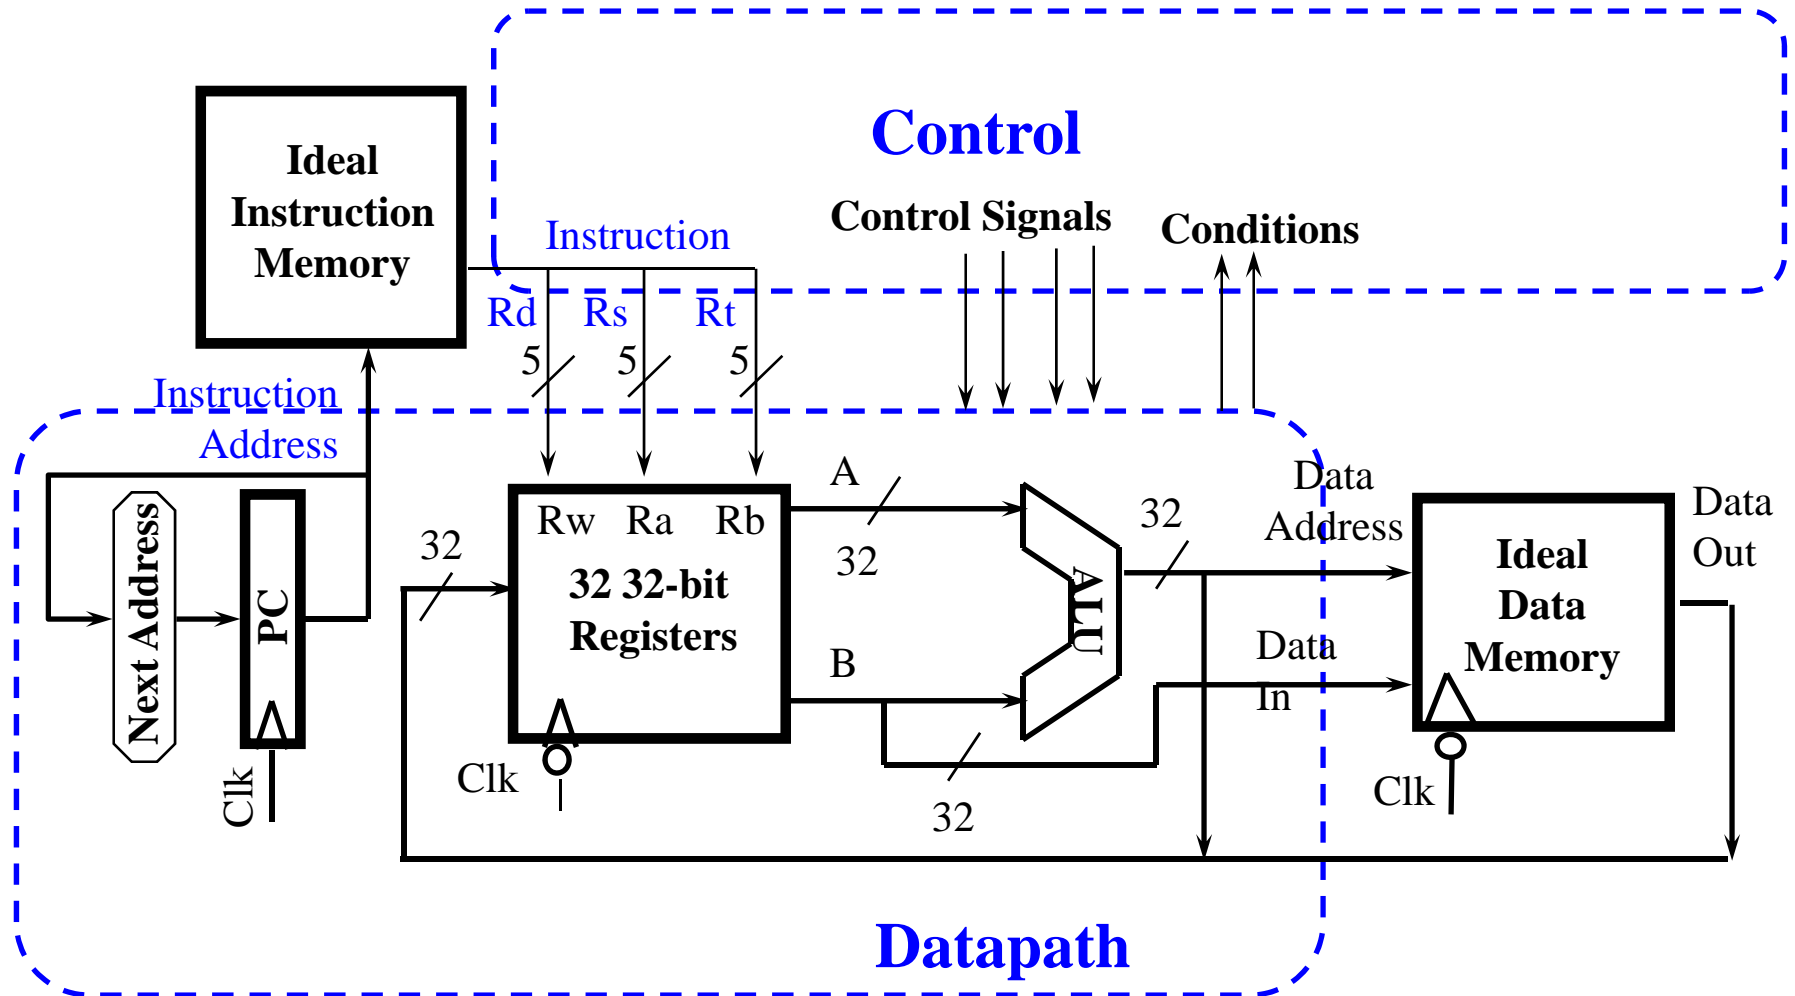 Control
Ideal
Instruction
Memory
Control Signals
Conditions
Instruction
Rd
Rs
Rt
5
5
5
Instruction
Address
Next Address
PC
Clk
32
Rw
Ra
Rb
32 32-bit
Registers
Clk
A
32
B
32
ALU
32
Data
Address
Data
In
Ideal
Data
Memory
Clk
Data
Out
Datapath